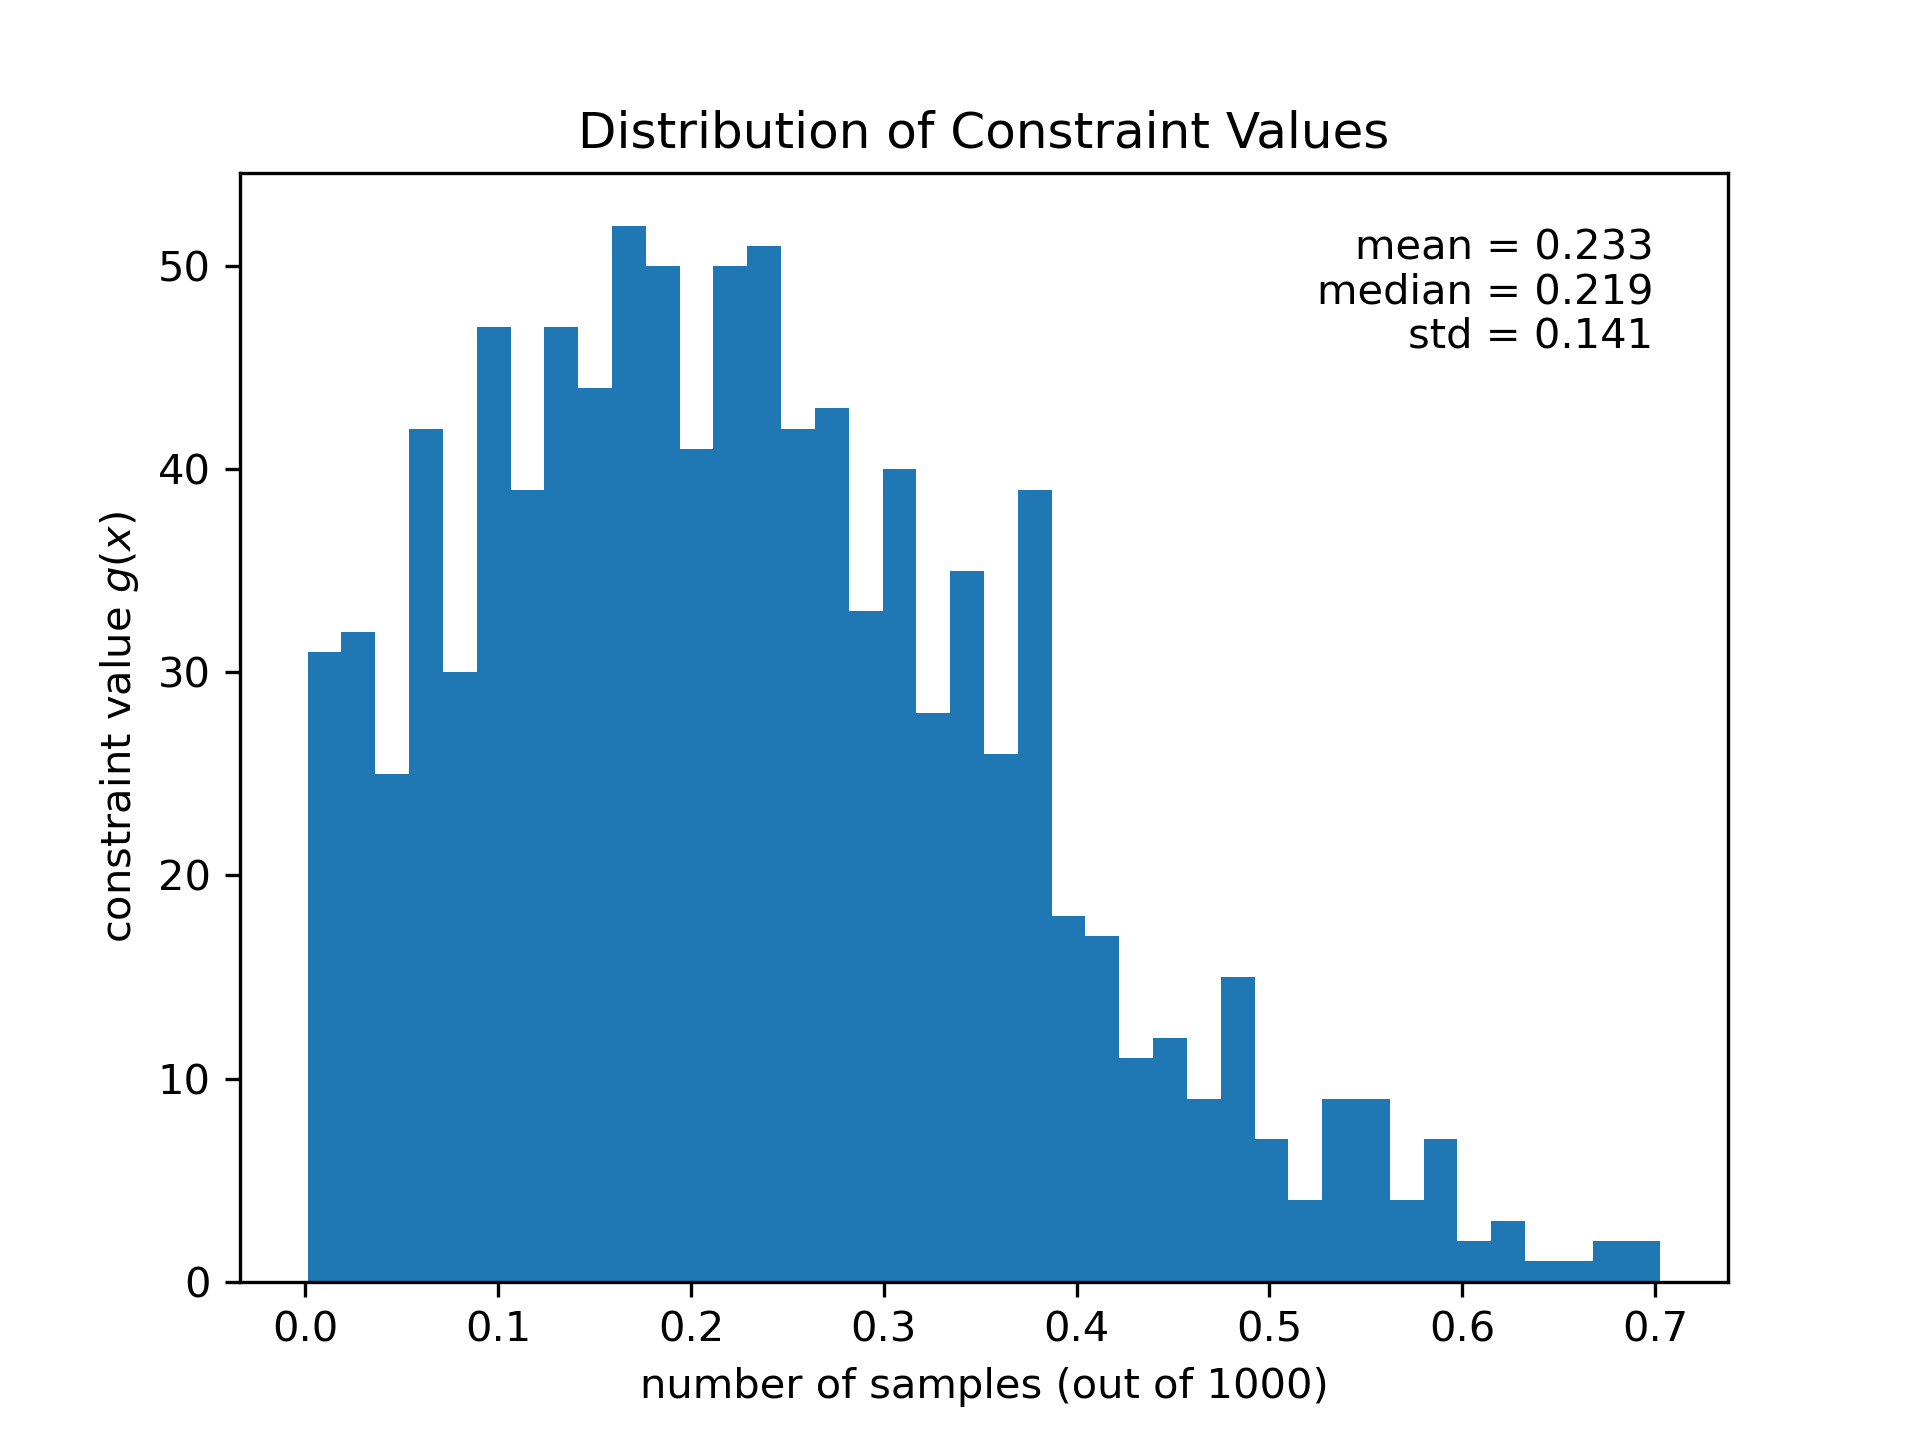 Distribution of Constraint Values
mean = 0.233
median = 0.219
std = 0.141
50
40
30
20
10
0
constraint value g(x)
0.0 0.1 0.2 0.3 0.4 0.5 0.6 0.7
number of samples (out of 1000)